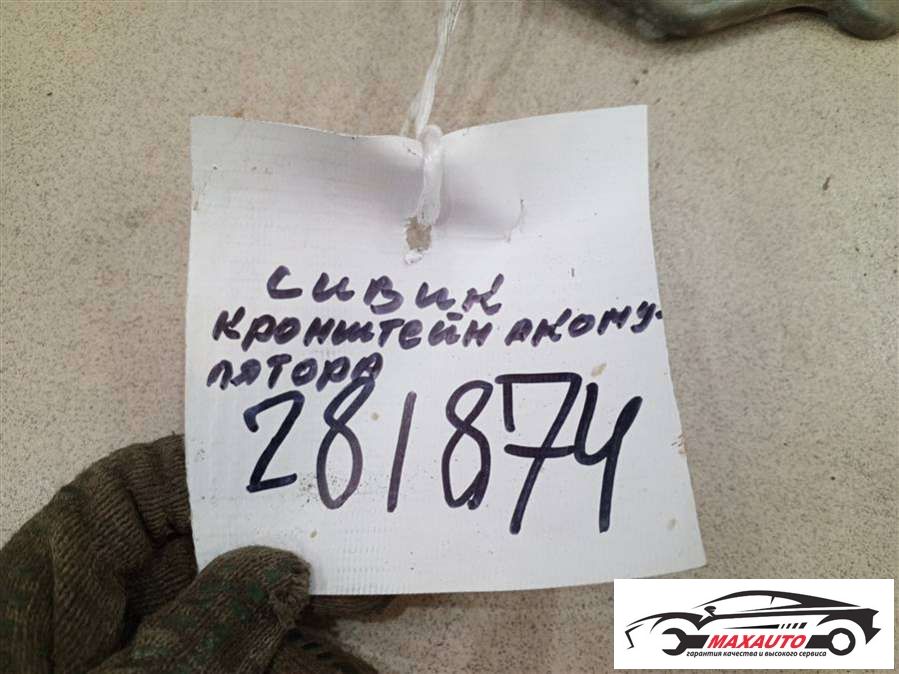 Сивик
кронштейн акому-
лятора
281874
MAXAUTO
гарантия качества и высокого сервиса